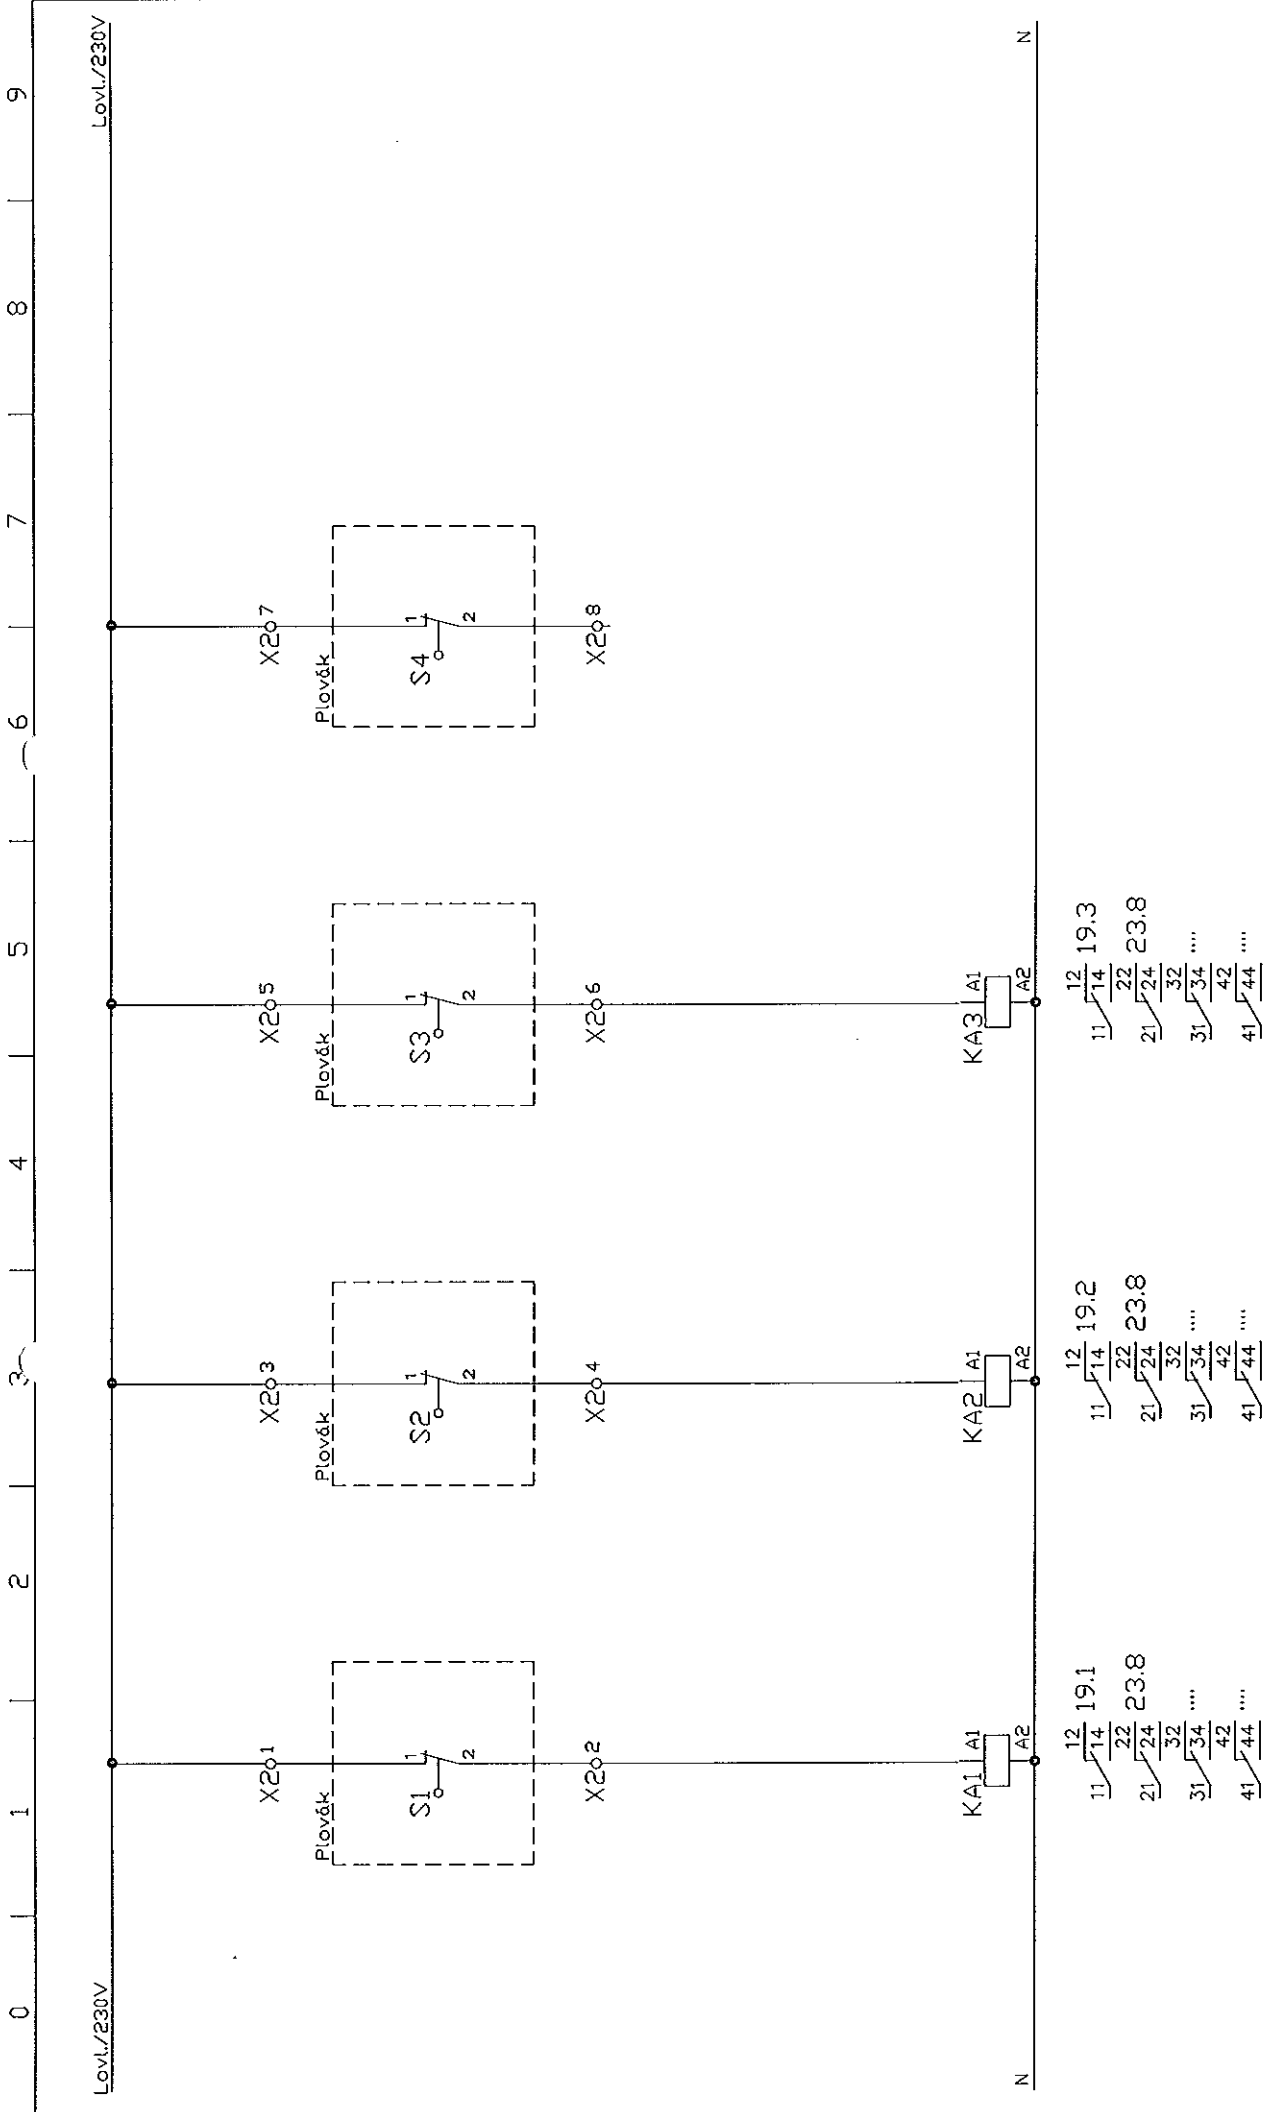 0 1 2 3 4 5 6 7 8 9
Lovl./230V Lovl./230V
X2 1 X2 3 X2 5 X2 7
Plovák Plovák Plovák Plovák
1 1 1 1
S1 S2 S3 S4
2 2 2 2
X2 2 X2 4 X2 6 X2 8
KA1 A1 KA2 A1 KA3 A1
A2 A2 A2
N N
12 12 12
11 14 19.1 11 14 19.2 11 14 19.3
22 22 22
21 24 23.8 21 24 23.8 21 24 23.8
32 32 32
31 34 .... 31 34 .... 31 34 ....
42 42 42
41 44 .... 41 44 .... 41 44 ....